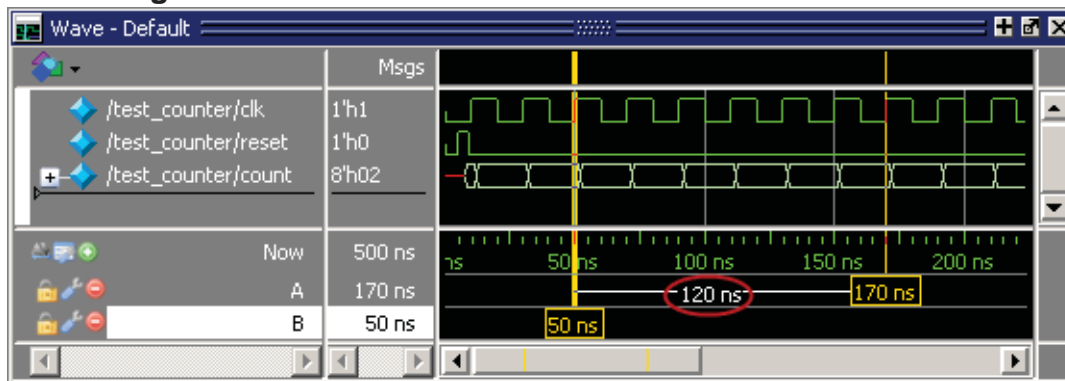 Wave - Default
Msgs
/test_counter/clk 1'h1
/test_counter/reset 1'h0
/test_counter/count 8'h02
Now 500 ns
ns 50 ns 100 ns 150 ns 200 ns
A 170 ns
120 ns 170 ns
B 50 ns
50 ns